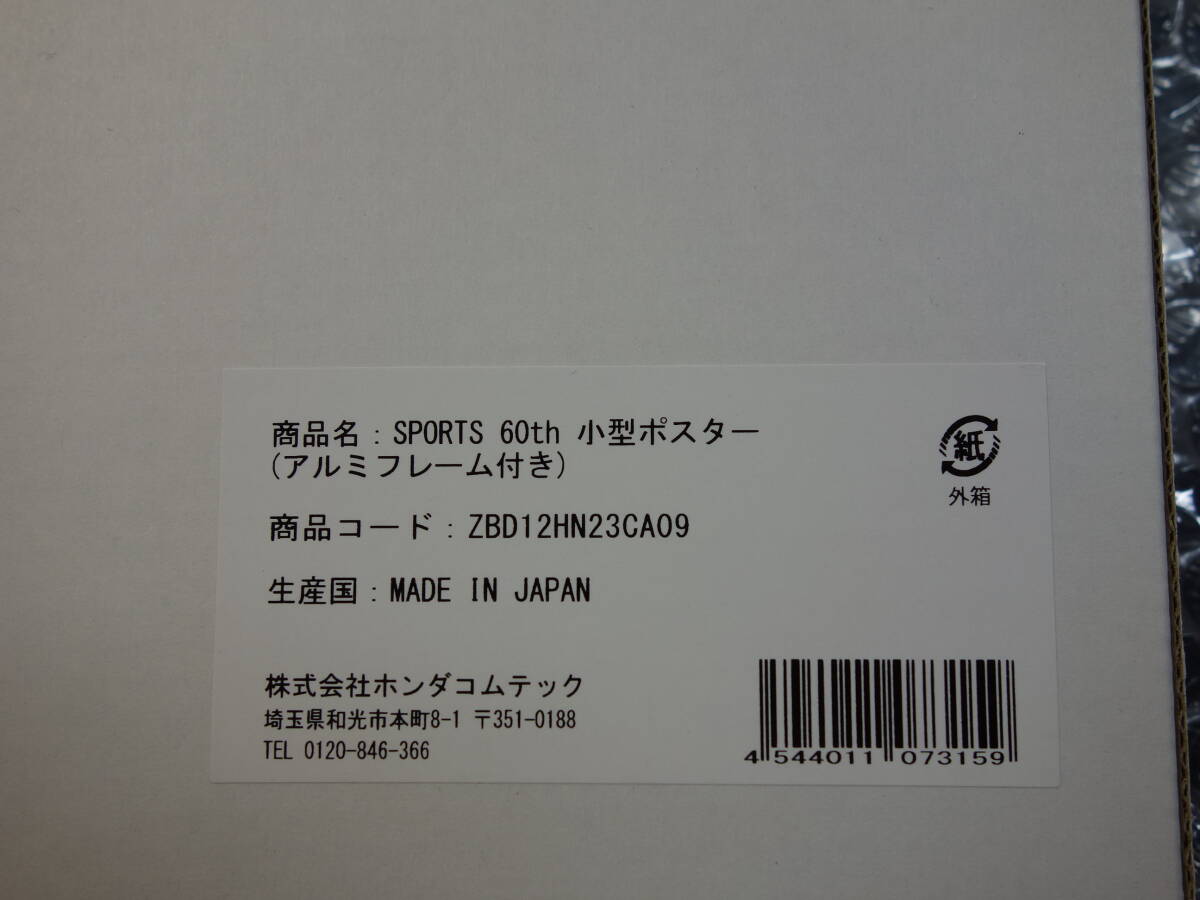 商品名：SPORTS 60th 小型ポスター
(アルミフレーム付き)
紙
外箱
商品コード：ZBD12HN23CA09
生産国：MADE IN JAPAN
株式会社ホンダコムテック
埼玉県和光市本町8-1 〒351-0188
TEL 0120-846-366
4 544011 073159